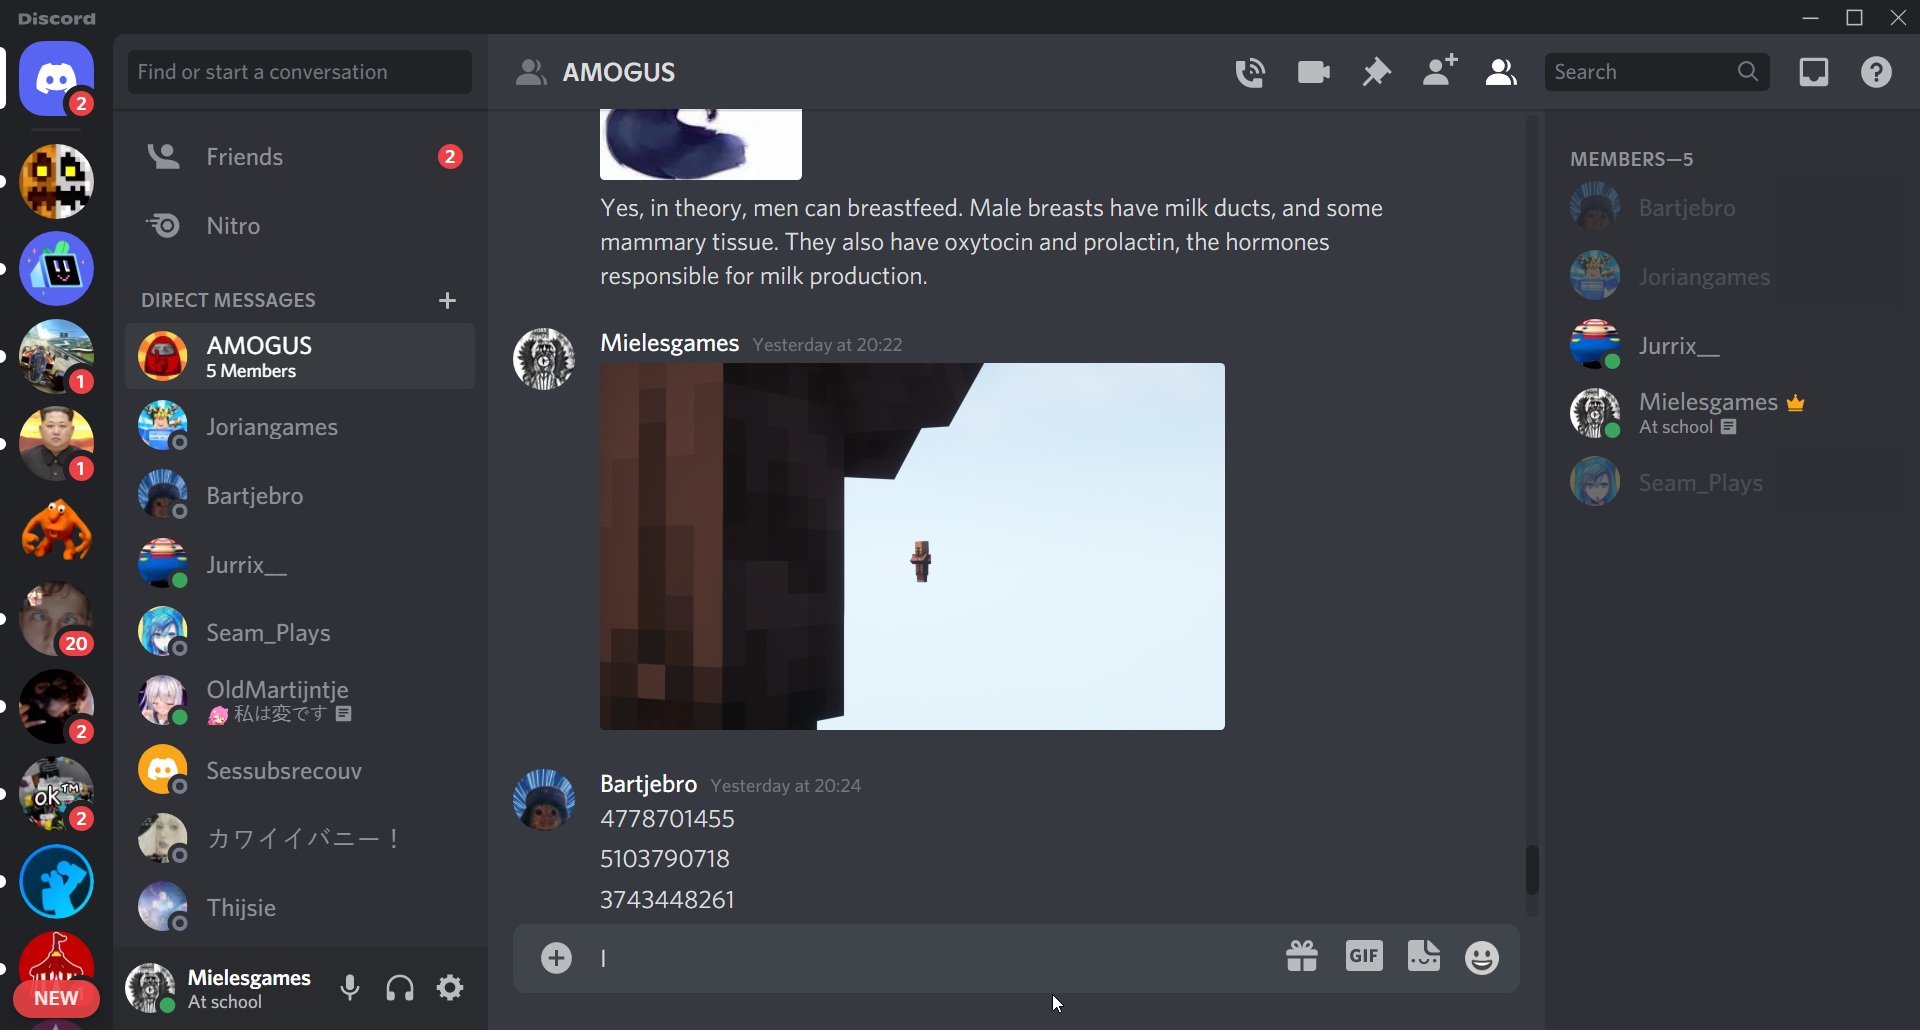 Discord
Find or start a conversation
AMOGUS
Search
2
Friends
2
Nitro
DIRECT MESSAGES
AMOGUS
5 Members
Joriangames
Bartjebro
Jurrix__
Seam_Plays
OldMartijntje
私は変です
Sessubsrecouv
カワイイバニー！
Thijsie
1
1
20
2
ok™
2
NEW
Mielesgames
At school
Yes, in theory, men can breastfeed. Male breasts have milk ducts, and some
mammary tissue. They also have oxytocin and prolactin, the hormones
responsible for milk production.
Mielesgames Yesterday at 20:22
Bartjebro Yesterday at 20:24
4778701455
5103790718
3743448261
GIF
MEMBERS—5
Bartjebro
Joriangames
Jurrix__
Mielesgames
At school
Seam_Plays